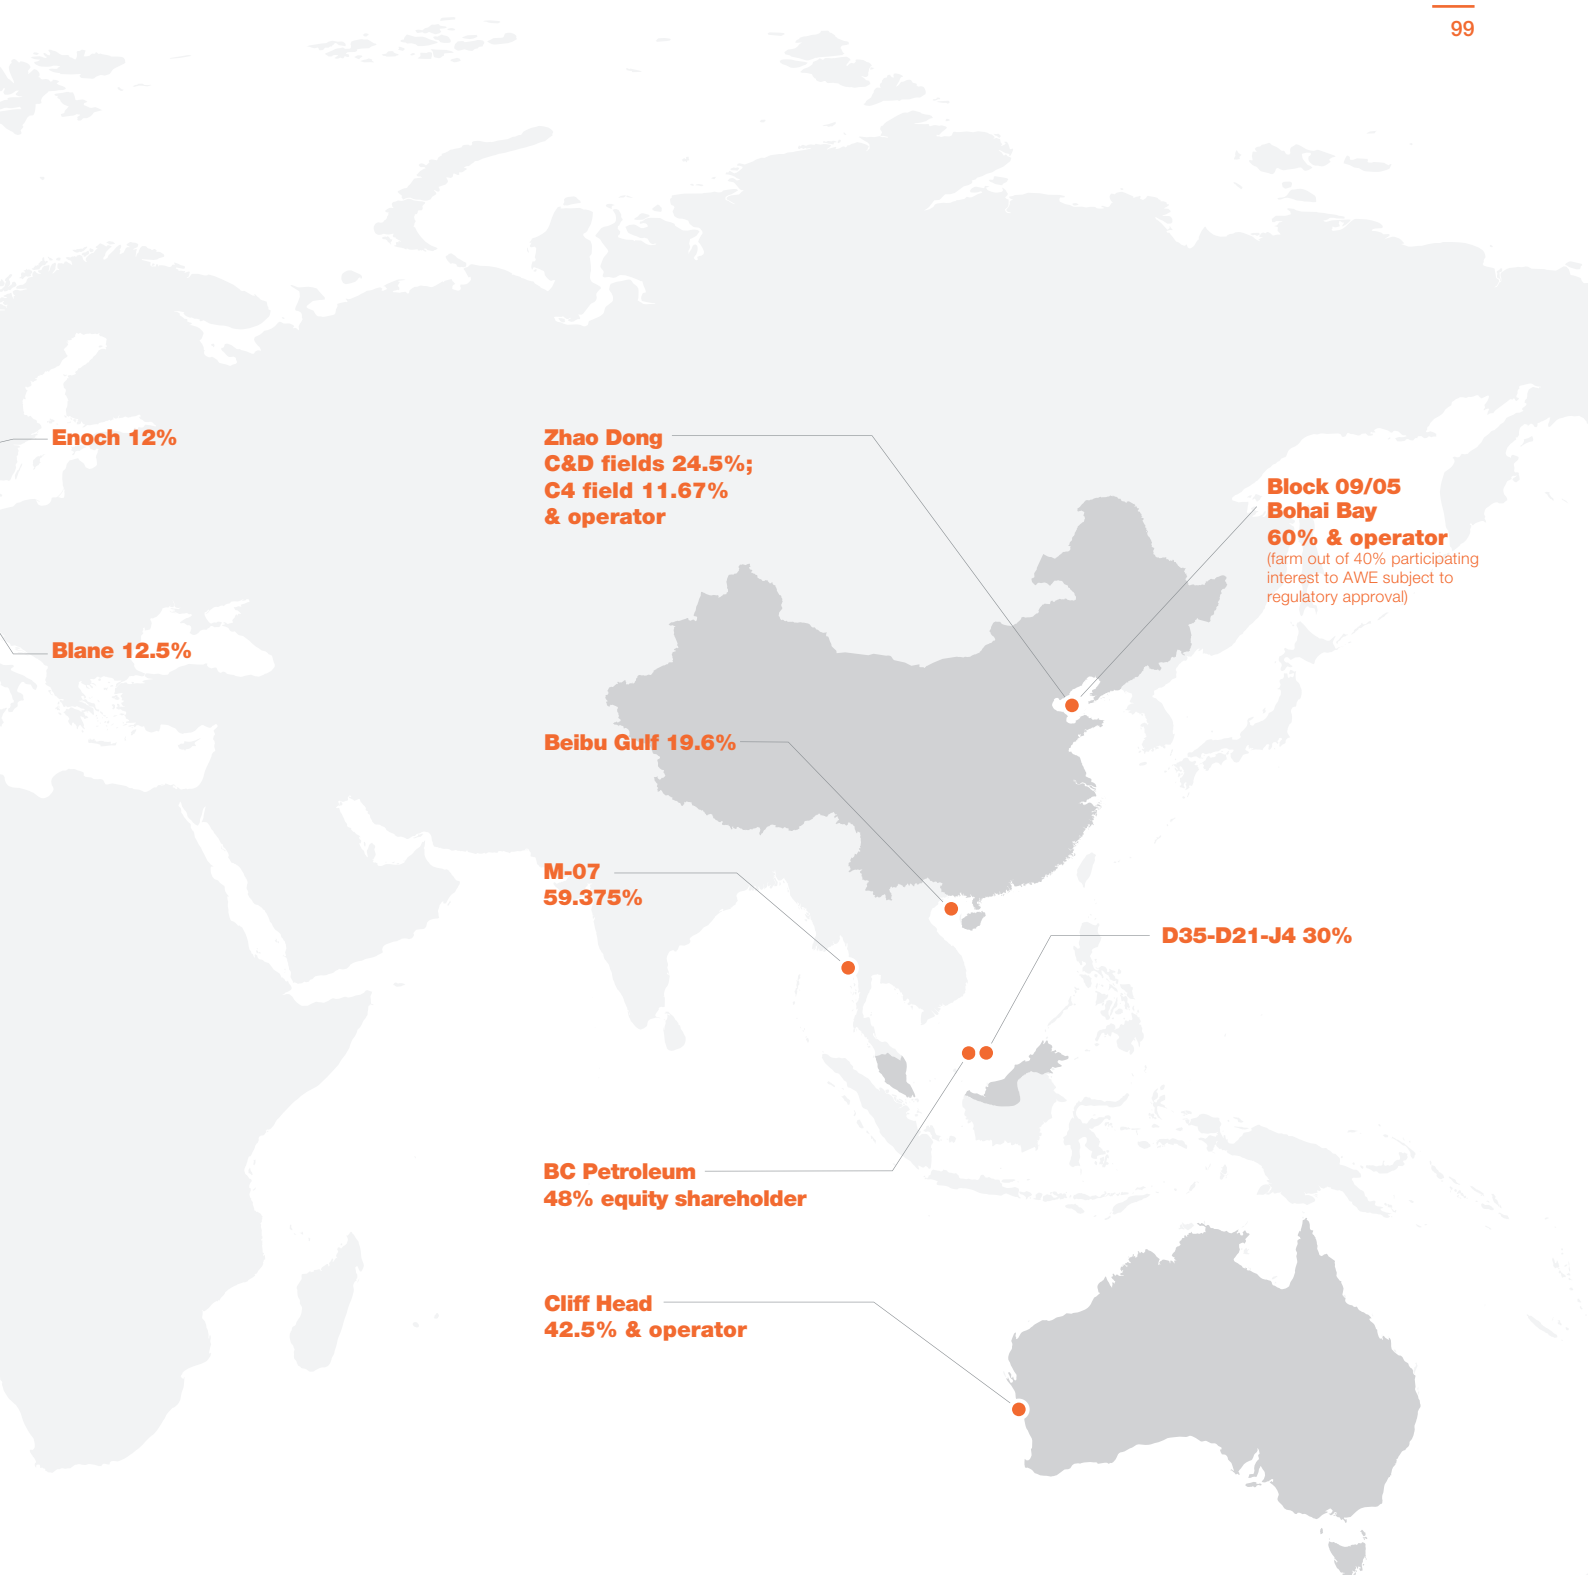 99
Enoch 12%
Zhao Dong
C&D fields 24.5%;
C4 field 11.67%
& operator
Block 09/05
Bohai Bay
60% & operator
(farm out of 40% participating
interest to AWE subject to
regulatory approval)
Blane 12.5%
Beibu Gulf 19.6%
M-07
59.375%
D35-D21-J4 30%
BC Petroleum
48% equity shareholder
Cliff Head
42.5% & operator